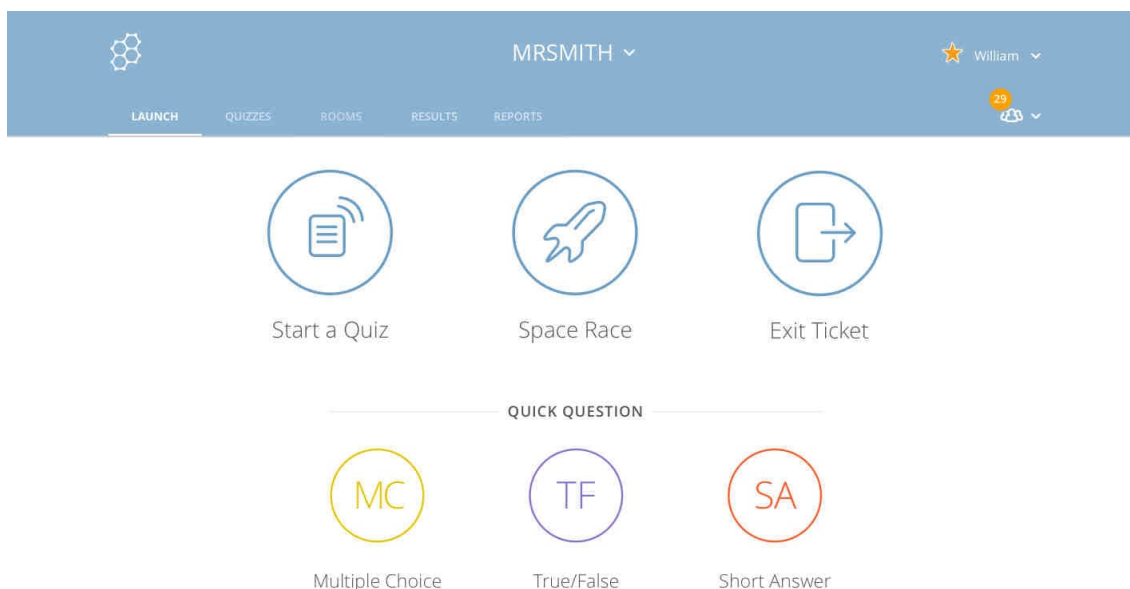 MRSMITH
William
LAUNCH QUIZZES ROOMS RESULTS REPORTS
29
Start a Quiz Space Race Exit Ticket
QUICK QUESTION
MC TF SA
Multiple Choice True/False Short Answer